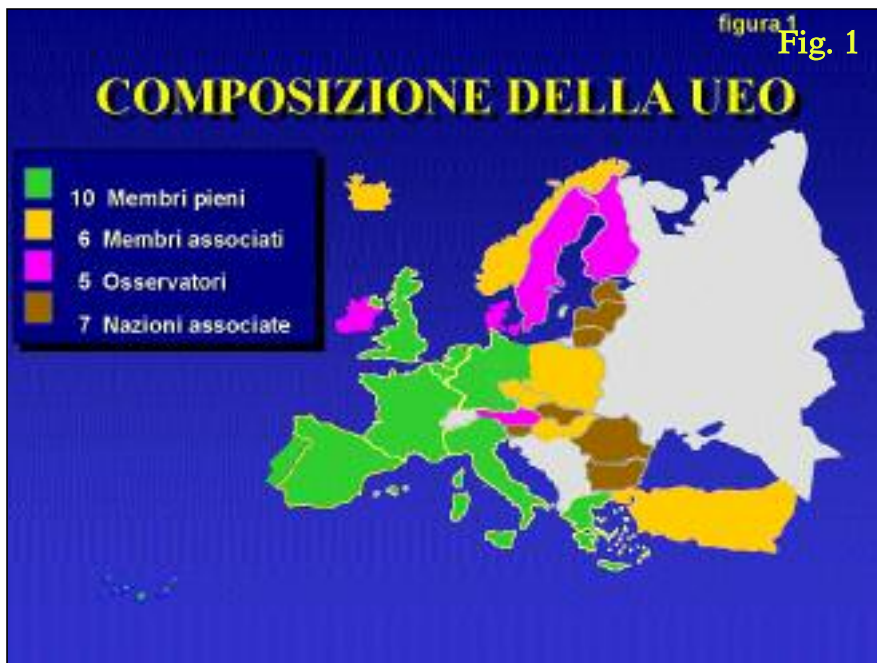 figura 1
Fig. 1
COMPOSIZIONE DELLA UEO
10 Membri pieni
6 Membri associati
5 Osservatori
7 Nazioni associate